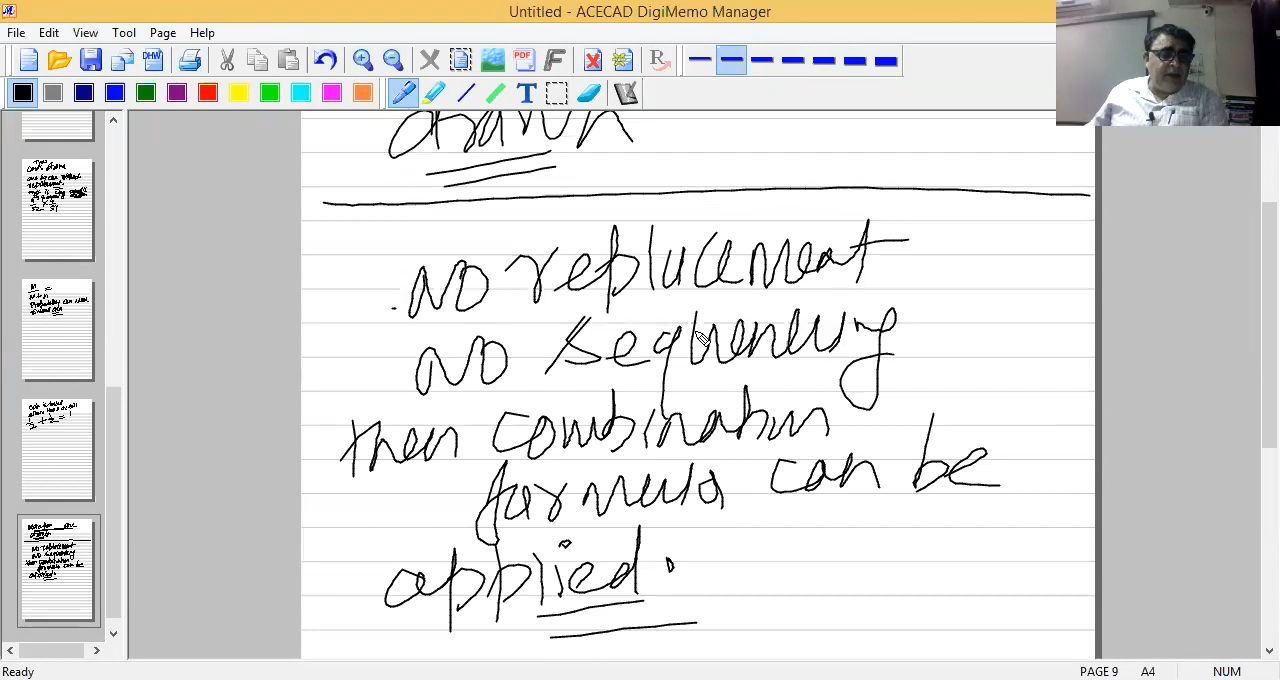 Untitled - ACECAD DigiMemo Manager
File Edit View Tool Page Help
drawn
NO replacement
NO sequencing
then combination
formula can be
applied.
Ready
PAGE 9 A4 NUM